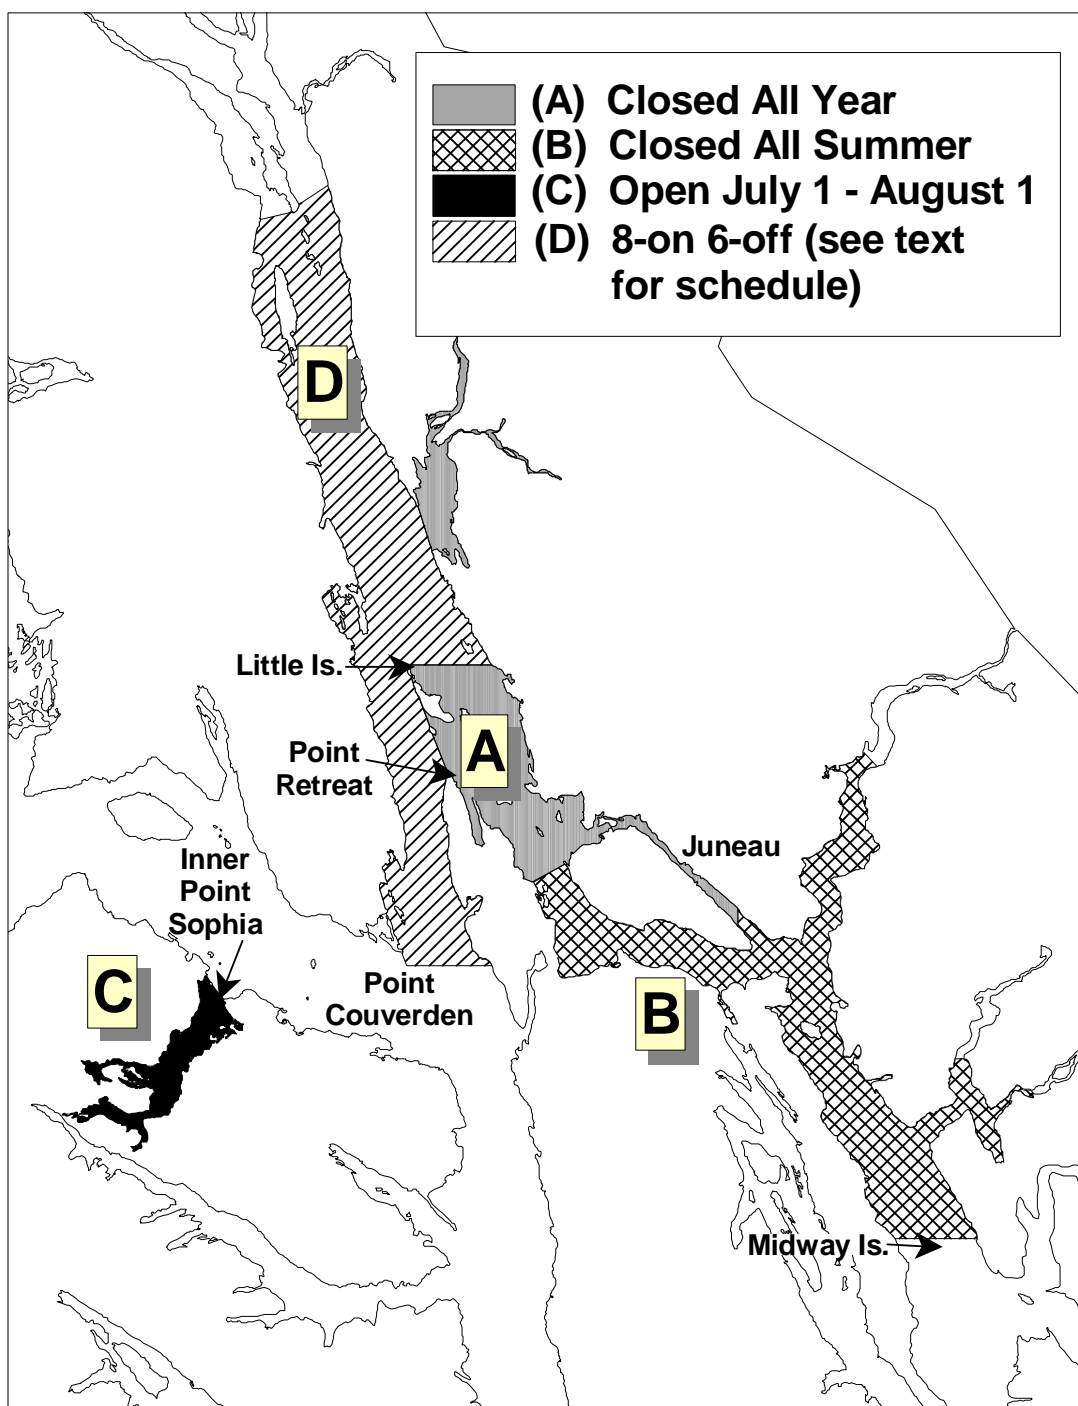 (A) Closed All Year
(B) Closed All Summer
(C) Open July 1 - August 1
(D) 8-on 6-off (see text
for schedule)
D
Little Is.
A
Point
Retreat
Juneau
Inner
Point
Sophia
C
Point
Couverden
B
Midway Is.